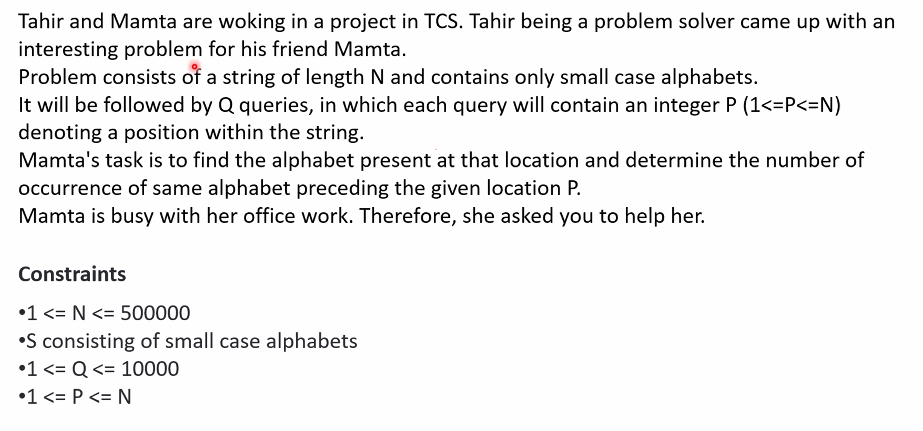 Tahir and Mamta are woking in a project in TCS. Tahir being a problem solver came up with an
interesting problem for his friend Mamta.
Problem consists of a string of length N and contains only small case alphabets.
It will be followed by Q queries, in which each query will contain an integer P (1<=P<=N)
denoting a position within the string.
Mamta's task is to find the alphabet present at that location and determine the number of
occurrence of same alphabet preceding the given location P.
Mamta is busy with her office work. Therefore, she asked you to help her.
Constraints
•1 <= N <= 500000
•S consisting of small case alphabets
•1 <= Q <= 10000
•1 <= P <= N